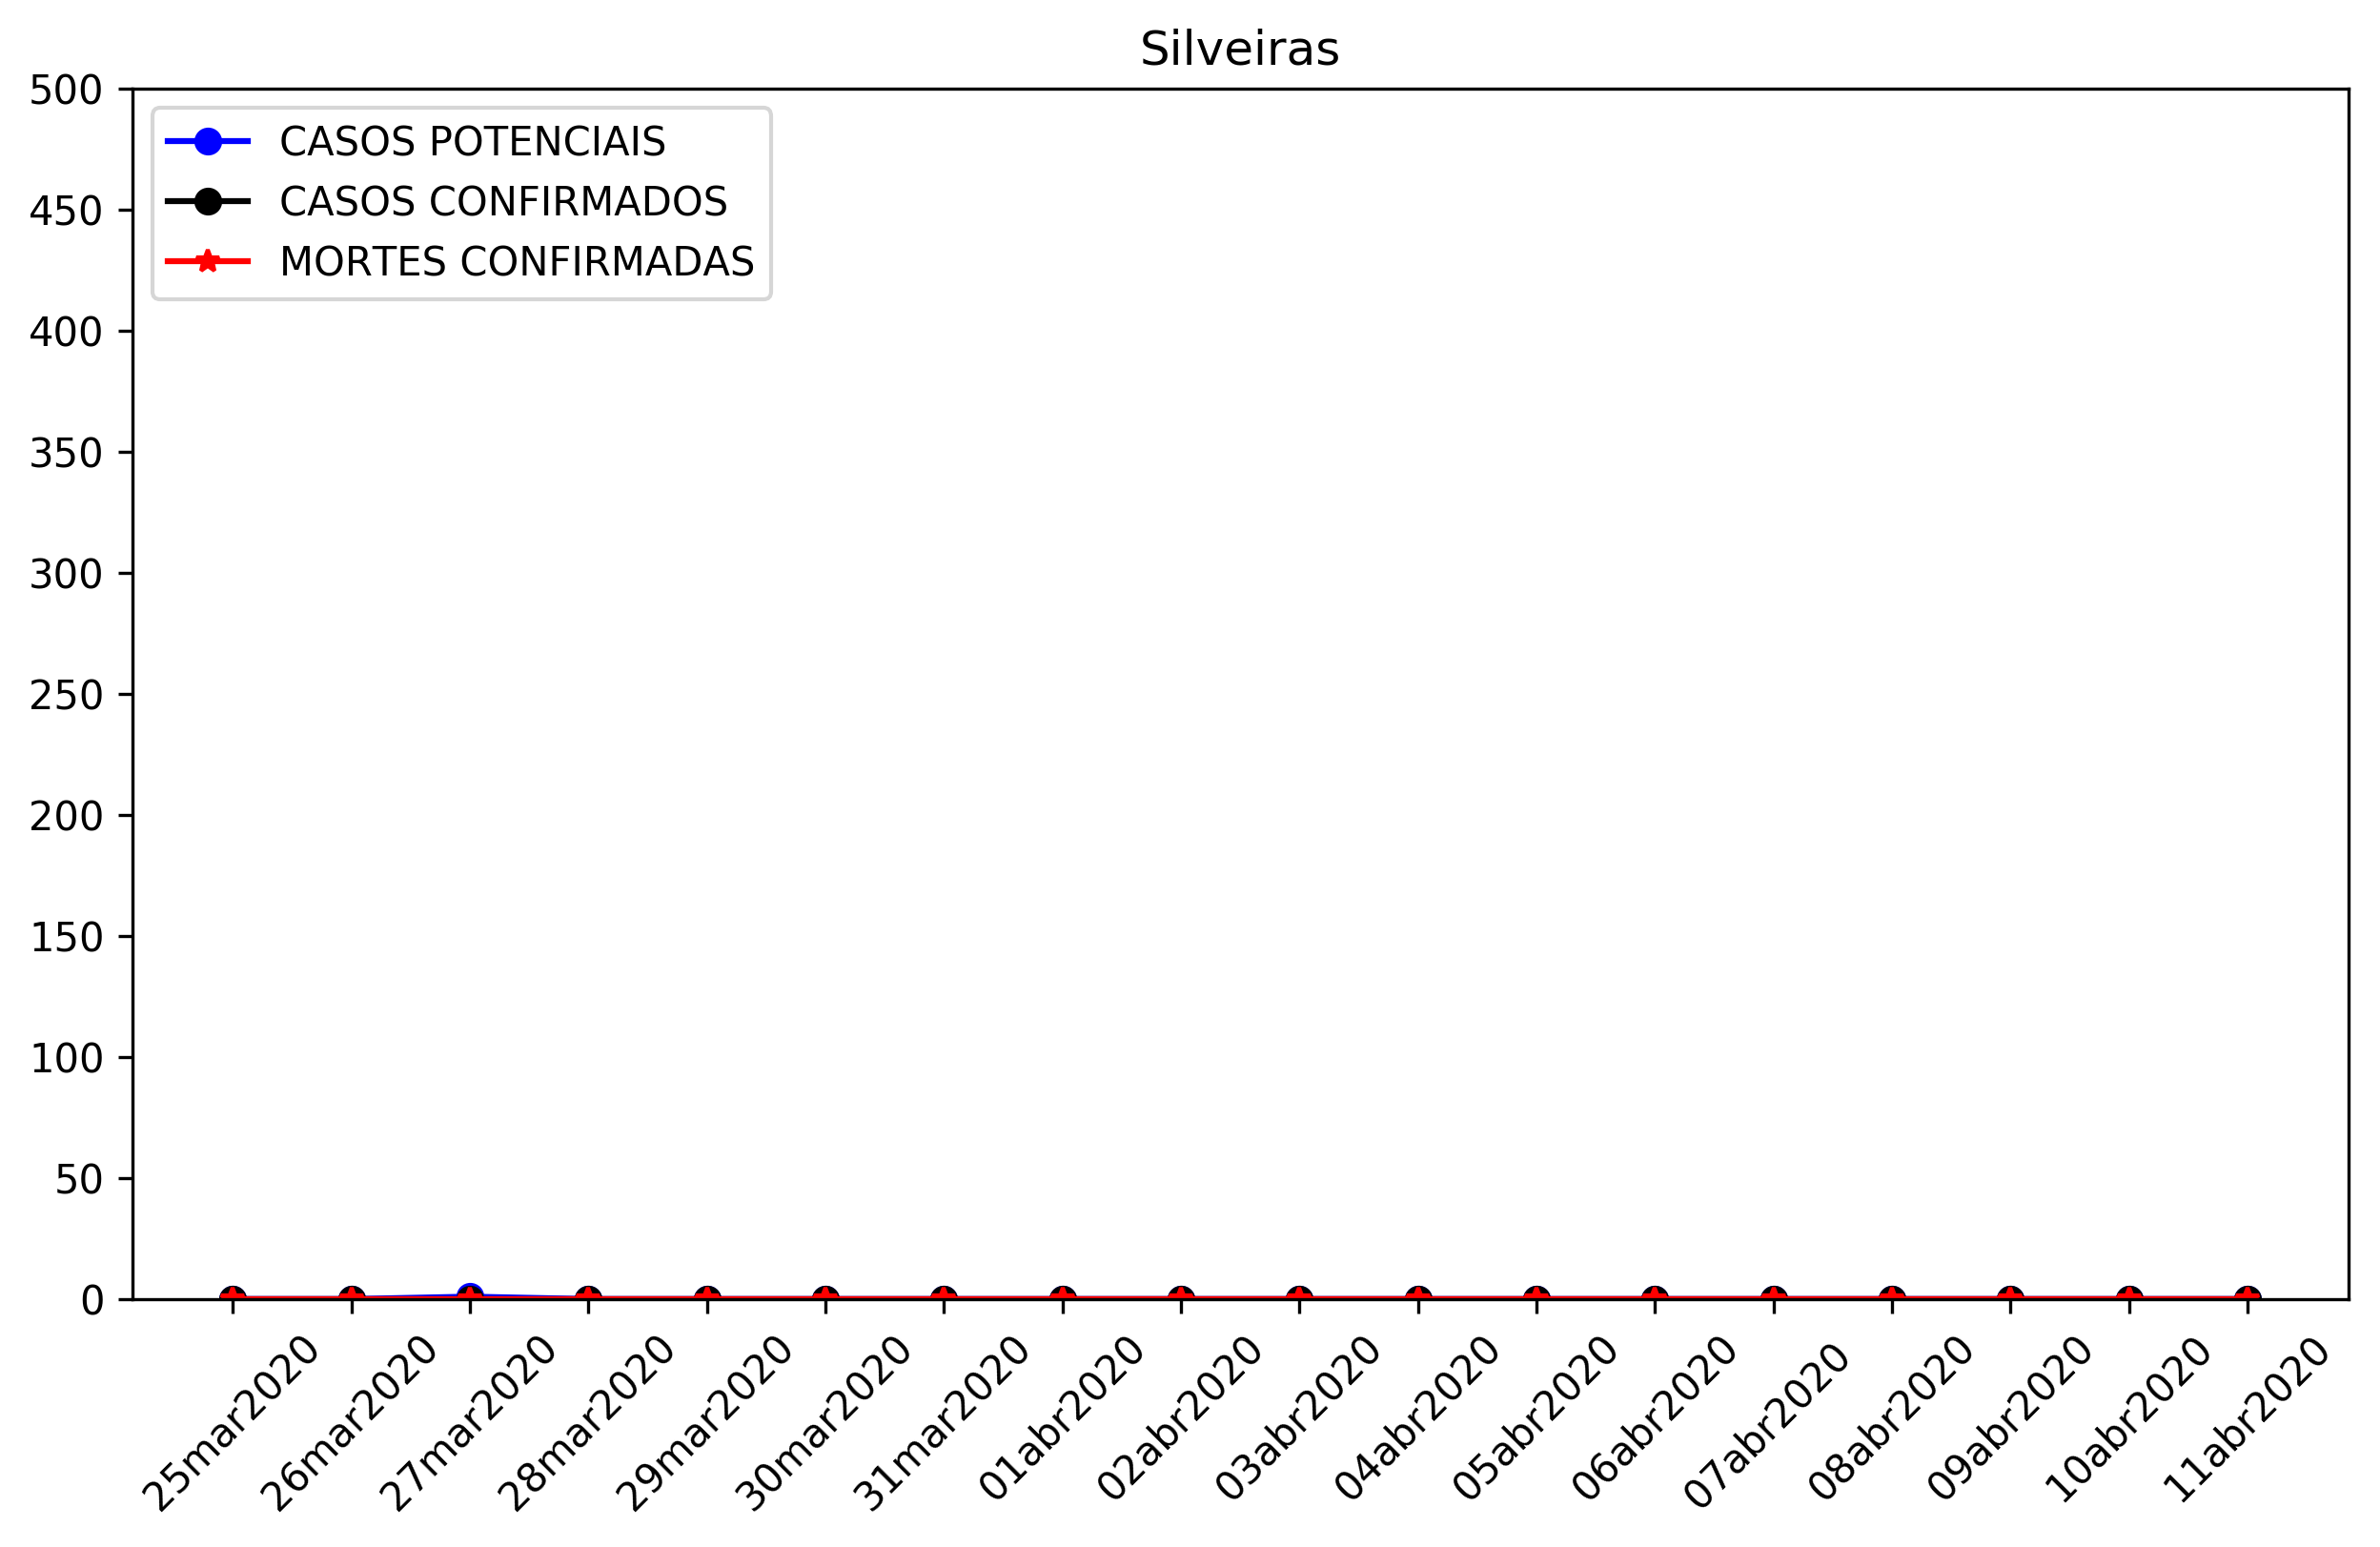 Silveiras
500
450
400
350
300
250
200
150
100
50
0
CASOS POTENCIAIS
CASOS CONFIRMADOS
MORTES CONFIRMADAS
25mar2020
26mar2020
27mar2020
28mar2020
29mar2020
30mar2020
31mar2020
01abr2020
02abr2020
03abr2020
04abr2020
05abr2020
06abr2020
07abr2020
08abr2020
09abr2020
10abr2020
11abr2020